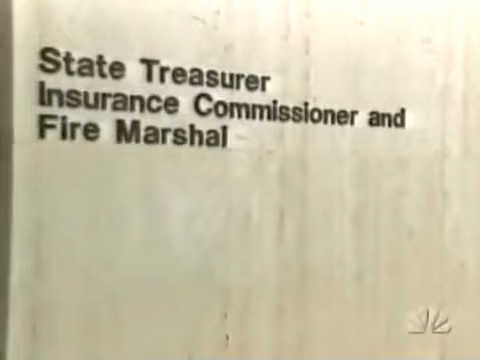 State Treasurer
Insurance Commissioner and
Fire Marshal